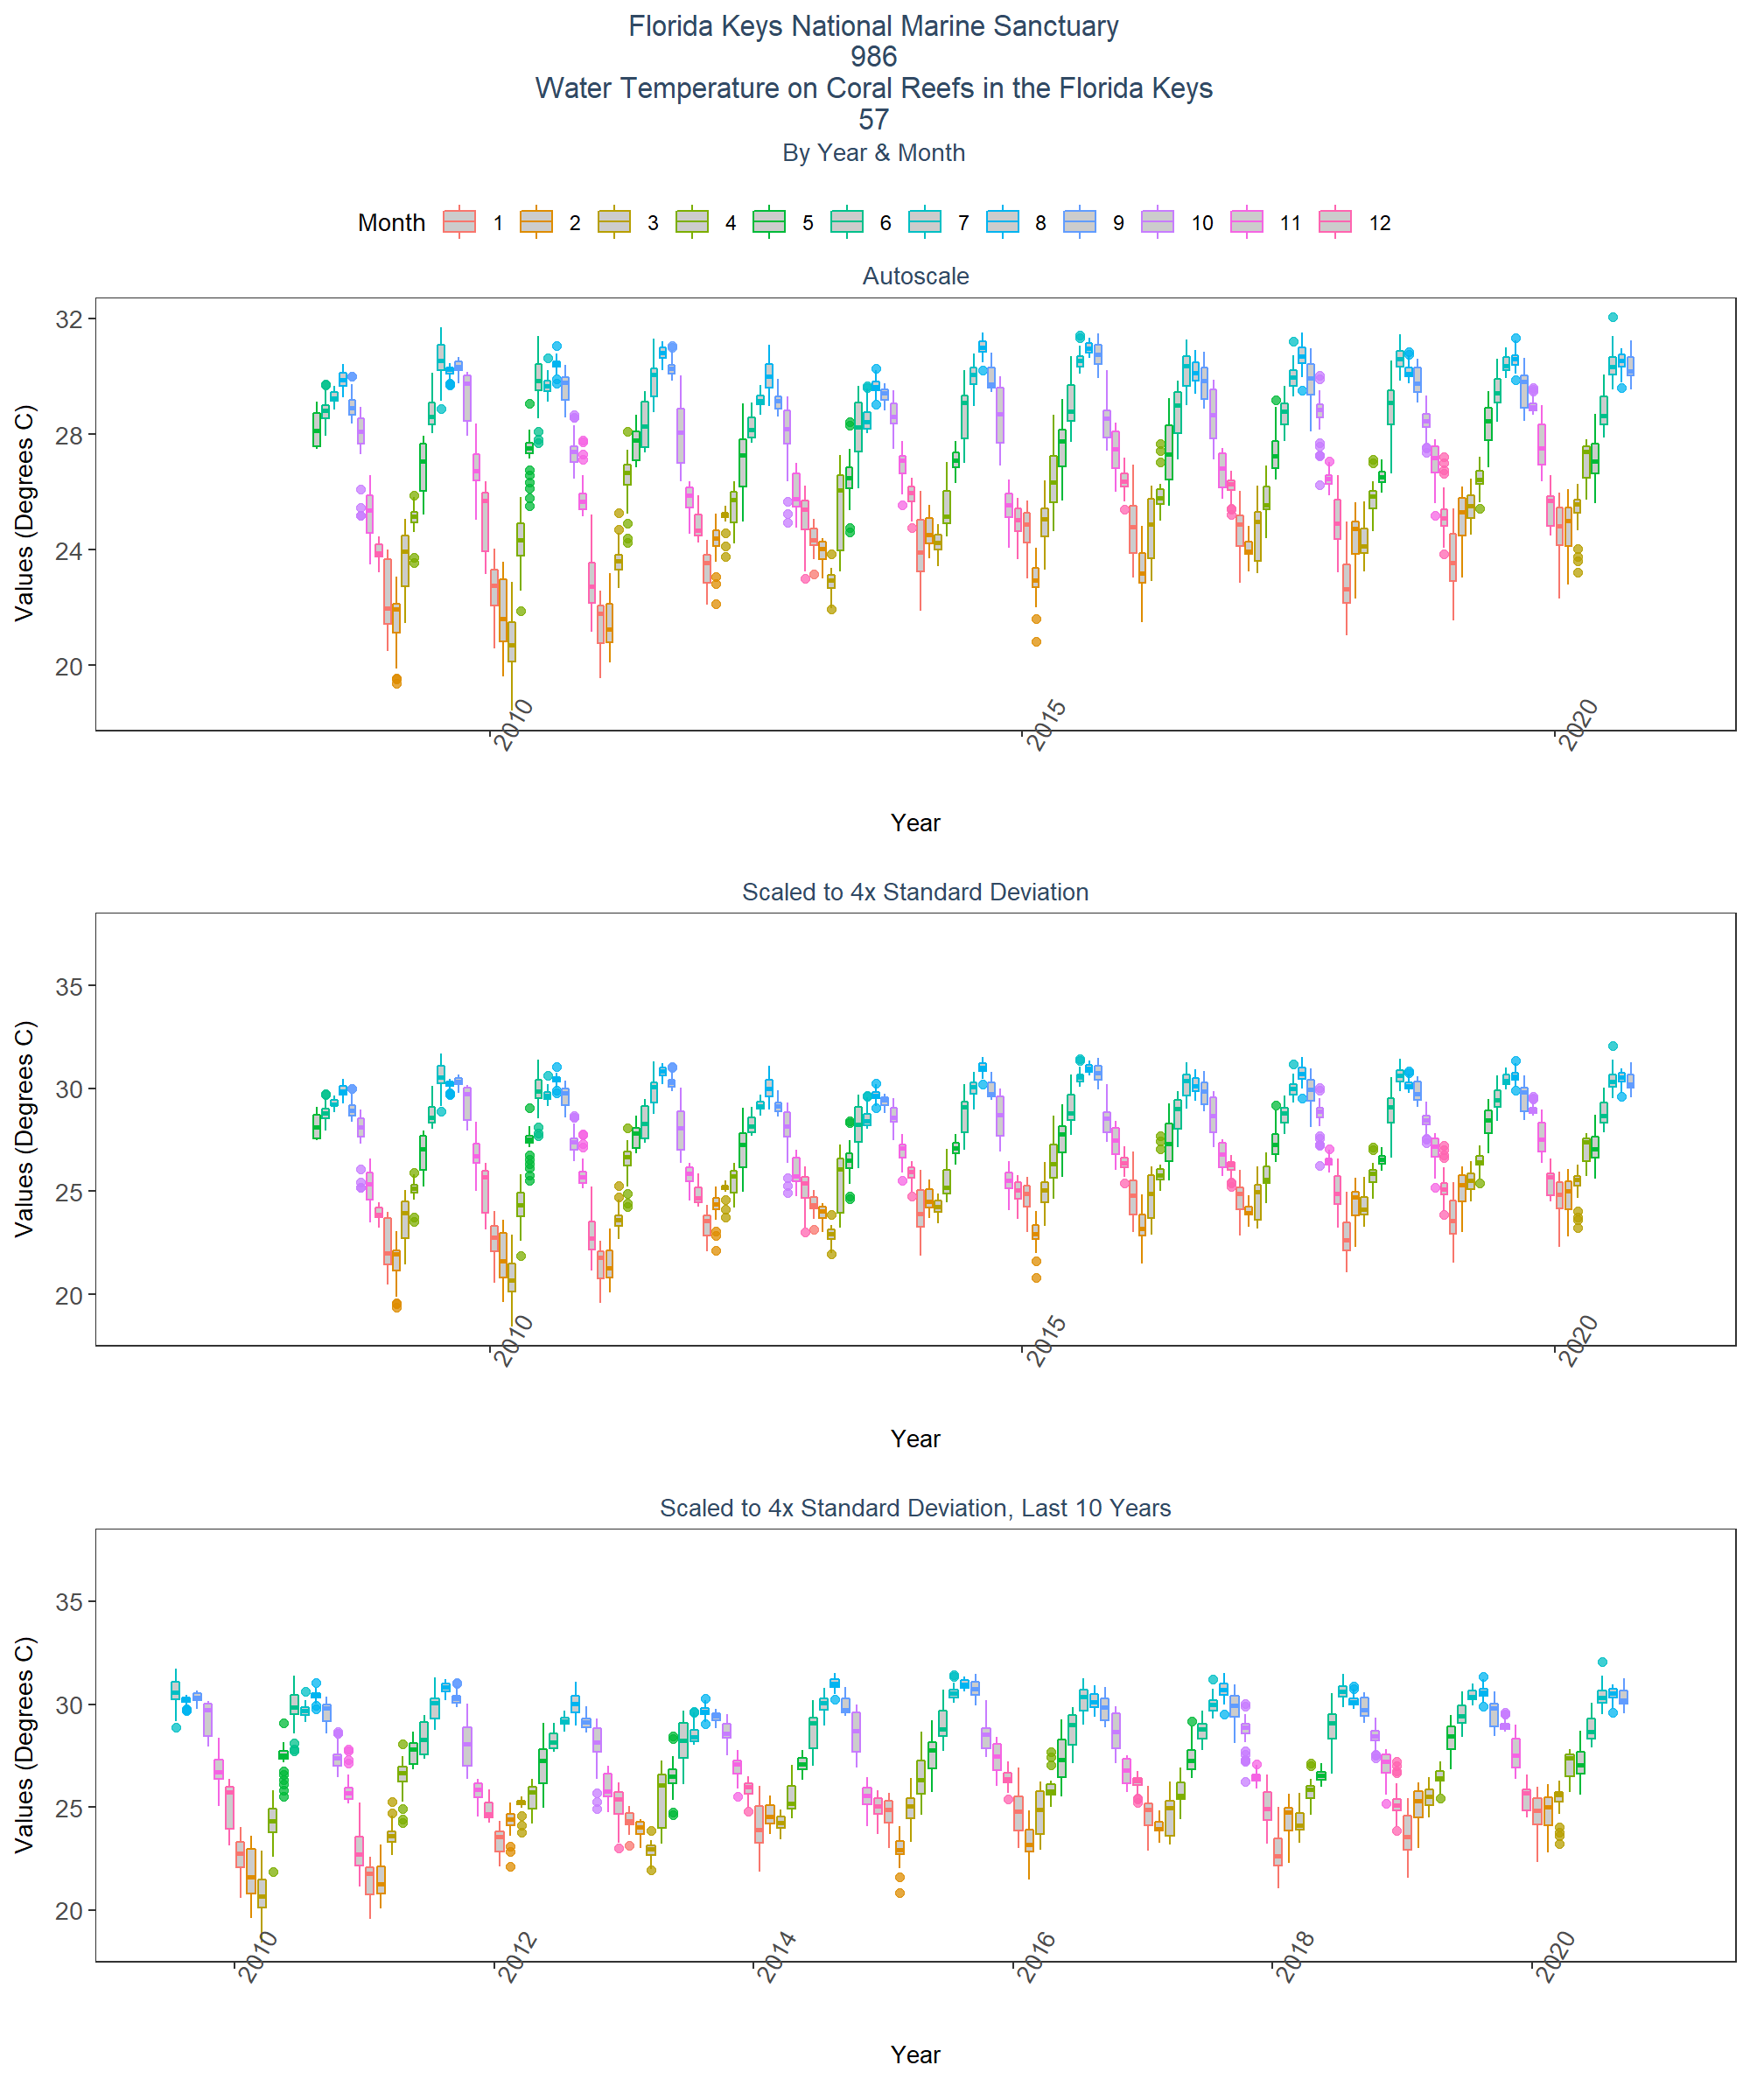 Florida Keys National Marine Sanctuary
986
Water Temperature on Coral Reefs in the Florida Keys
57
By Year & Month
Month 1 2 3 4 5 6 7 8 9 10 11 12
Autoscale
32
28
24
20
Values (Degrees C)
2010 2015 2020
Year
Scaled to 4x Standard Deviation
35
30
25
20
Values (Degrees C)
2010 2015 2020
Year
Scaled to 4x Standard Deviation, Last 10 Years
35
30
25
20
Values (Degrees C)
2010 2012 2014 2016 2018 2020
Year